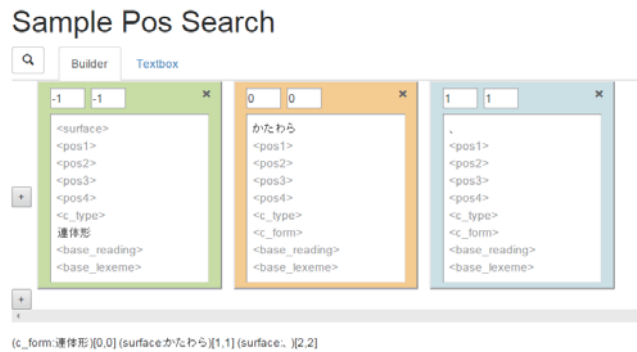 Sample Pos Search
Builder Textbox
-1 -1 × 0 0 × 1 1 ×
<surface> かたわら 、
<pos1> <pos1> <pos1>
<pos2> <pos2> <pos2>
<pos3> <pos3> <pos3>
<pos4> <pos4> <pos4>
<c_type> <c_type> <c_type>
連体形 <c_form> <c_form>
<base_reading> <base_reading> <base_reading>
<base_lexeme> <base_lexeme> <base_lexeme>
+
+
(c_form:連体形)[0,0] (surface:かたわら)[1,1] (surface:、)[2,2]